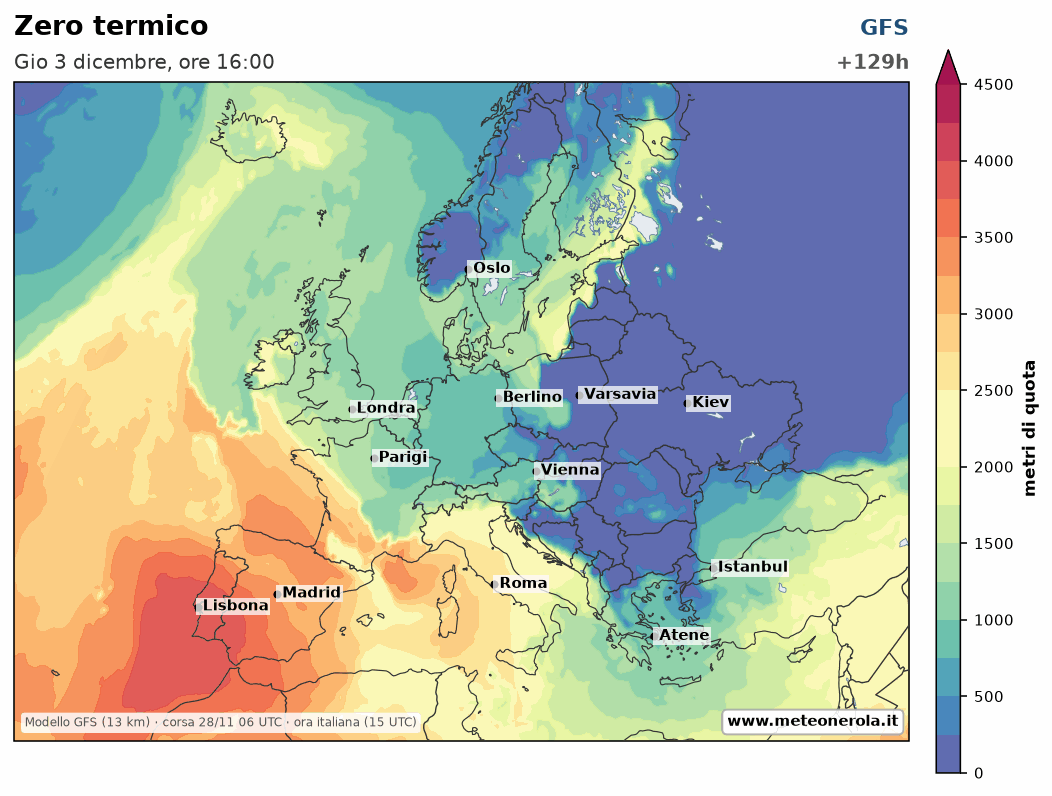 Zero termico
GFS
Gio 3 dicembre, ore 16:00
+129h
Oslo
Londra
Berlino
Varsavia
Kiev
Parigi
Vienna
Istanbul
Roma
Madrid
Lisbona
Atene
Modello GFS (13 km) · corsa 28/11 06 UTC · ora italiana (15 UTC)
www.meteonerola.it
4500
4000
3500
3000
2500
2000
1500
1000
500
0
metri di quota